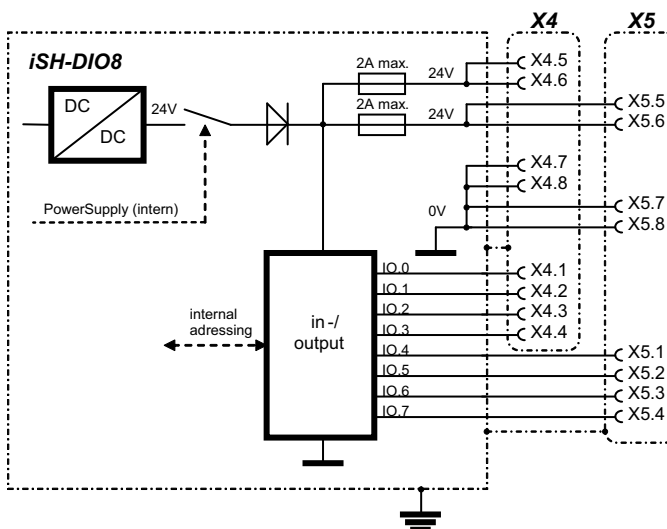 X4 X5
iSH-DIO8
2A max. 24V X4.5
X4.6
DC 24V 2A max. 24V X5.5
DC X5.6
X4.7
X4.8
PowerSupply (intern) 0V X5.7
X5.8
IO.0 X4.1
IO.1 X4.2
internal in-/ IO.2 X4.3
adressing output IO.3 X4.4
IO.4 X5.1
IO.5 X5.2
IO.6 X5.3
IO.7 X5.4